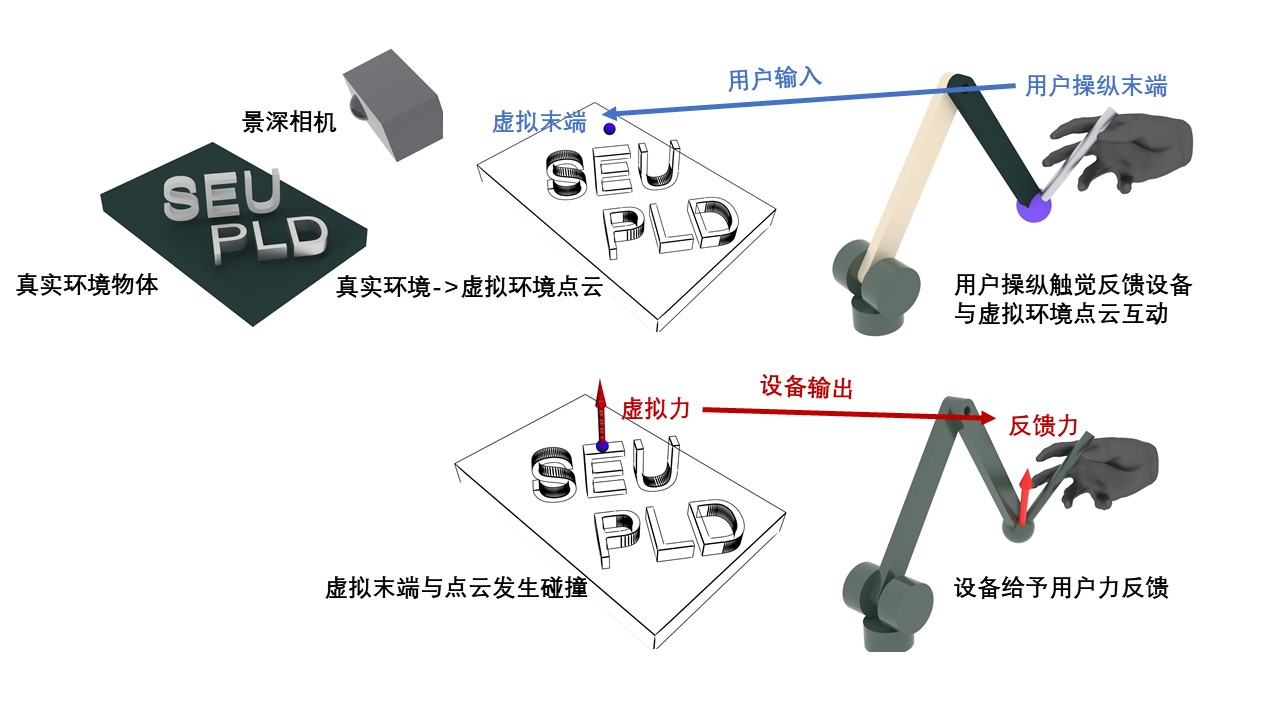 用户输入
用户操纵末端
景深相机
虚拟末端
SEU
PLD
SEU
PLD
真实环境物体
真实环境->虚拟环境点云
用户操纵触觉反馈设备
与虚拟环境点云互动
设备输出
虚拟力
反馈力
SEU
PLD
虚拟末端与点云发生碰撞
设备给予用户力反馈